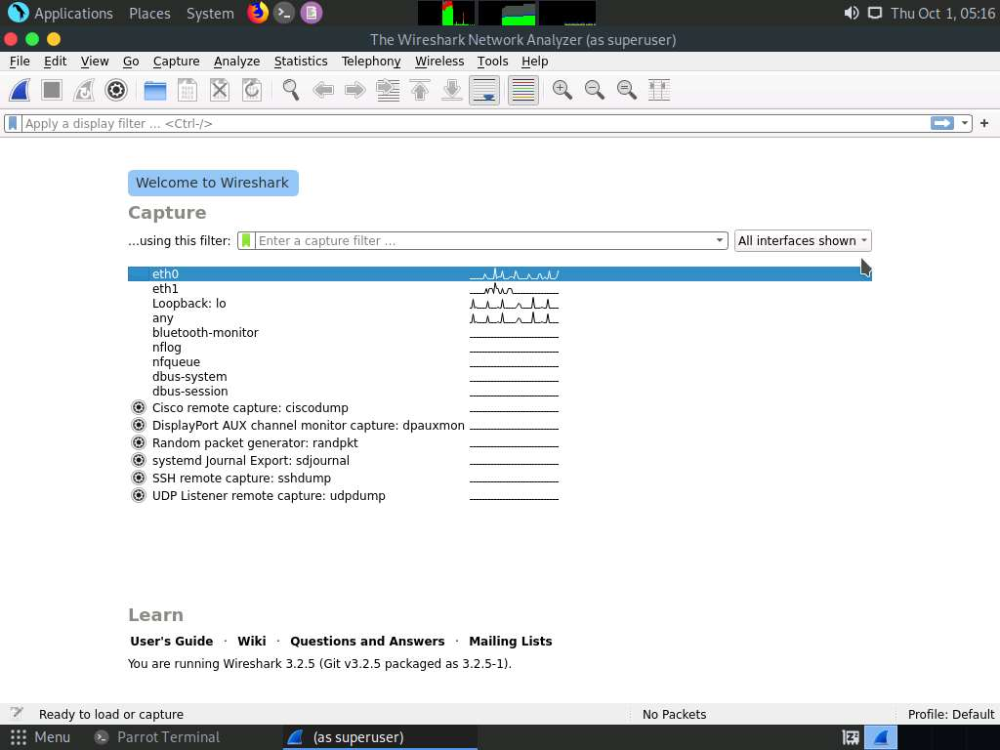 Applications Places System Thu Oct 1, 05:16
The Wireshark Network Analyzer (as superuser)
File Edit View Go Capture Analyze Statistics Telephony Wireless Tools Help
Apply a display filter ... <Ctrl-/>
Welcome to Wireshark
Capture
...using this filter: Enter a capture filter ... All interfaces shown
eth0
eth1
Loopback: lo
any
bluetooth-monitor
nflog
nfqueue
dbus-system
dbus-session
Cisco remote capture: ciscodump
DisplayPort AUX channel monitor capture: dpauxmon
Random packet generator: randpkt
systemd Journal Export: sdjournal
SSH remote capture: sshdump
UDP Listener remote capture: udpdump
Learn
User's Guide · Wiki · Questions and Answers · Mailing Lists
You are running Wireshark 3.2.5 (Git v3.2.5 packaged as 3.2.5-1).
Ready to load or capture No Packets Profile: Default
Menu Parrot Terminal (as superuser)